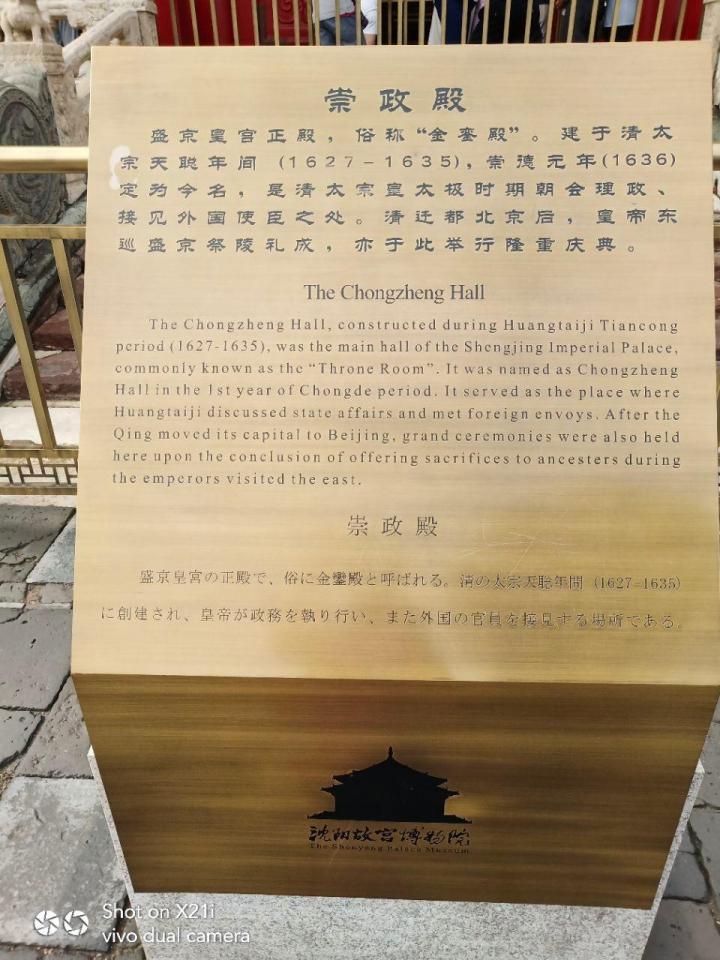 崇政殿
盛京皇宫正殿，俗称“金銮殿”。建于清太
宗天聪年间 (1627-1635)，崇德元年(1636)
定为今名，是清太宗皇太极时期朝会理政、
接见外国使臣之处。清迁都北京后，皇帝东
巡盛京祭陵礼成，亦于此举行隆重庆典。
The Chongzheng Hall
The Chongzheng Hall, constructed during Huangtaiji Tiancong
period (1627-1635), was the main hall of the Shengjing Imperial Palace,
commonly known as the “Throne Room”. It was named as Chongzheng
Hall in the 1st year of Chongde period. It served as the place where
Huangtaiji discussed state affairs and met foreign envoys. After the
Qing moved its capital to Beijing, grand ceremonies were also held
here upon the conclusion of offering sacrifices to ancesters during
the emperors visited the east.
崇政殿
盛京皇宮の正殿で、俗に金鑾殿と呼ばれる。清の太宗天聡年間 (1627-1635)
に創建され、皇帝が政務を執り行い、また外国の官員を接見する場所である。
沈阳故宫博物院
The Shenyang Palace Museum
Shot on X21i
vivo dual camera